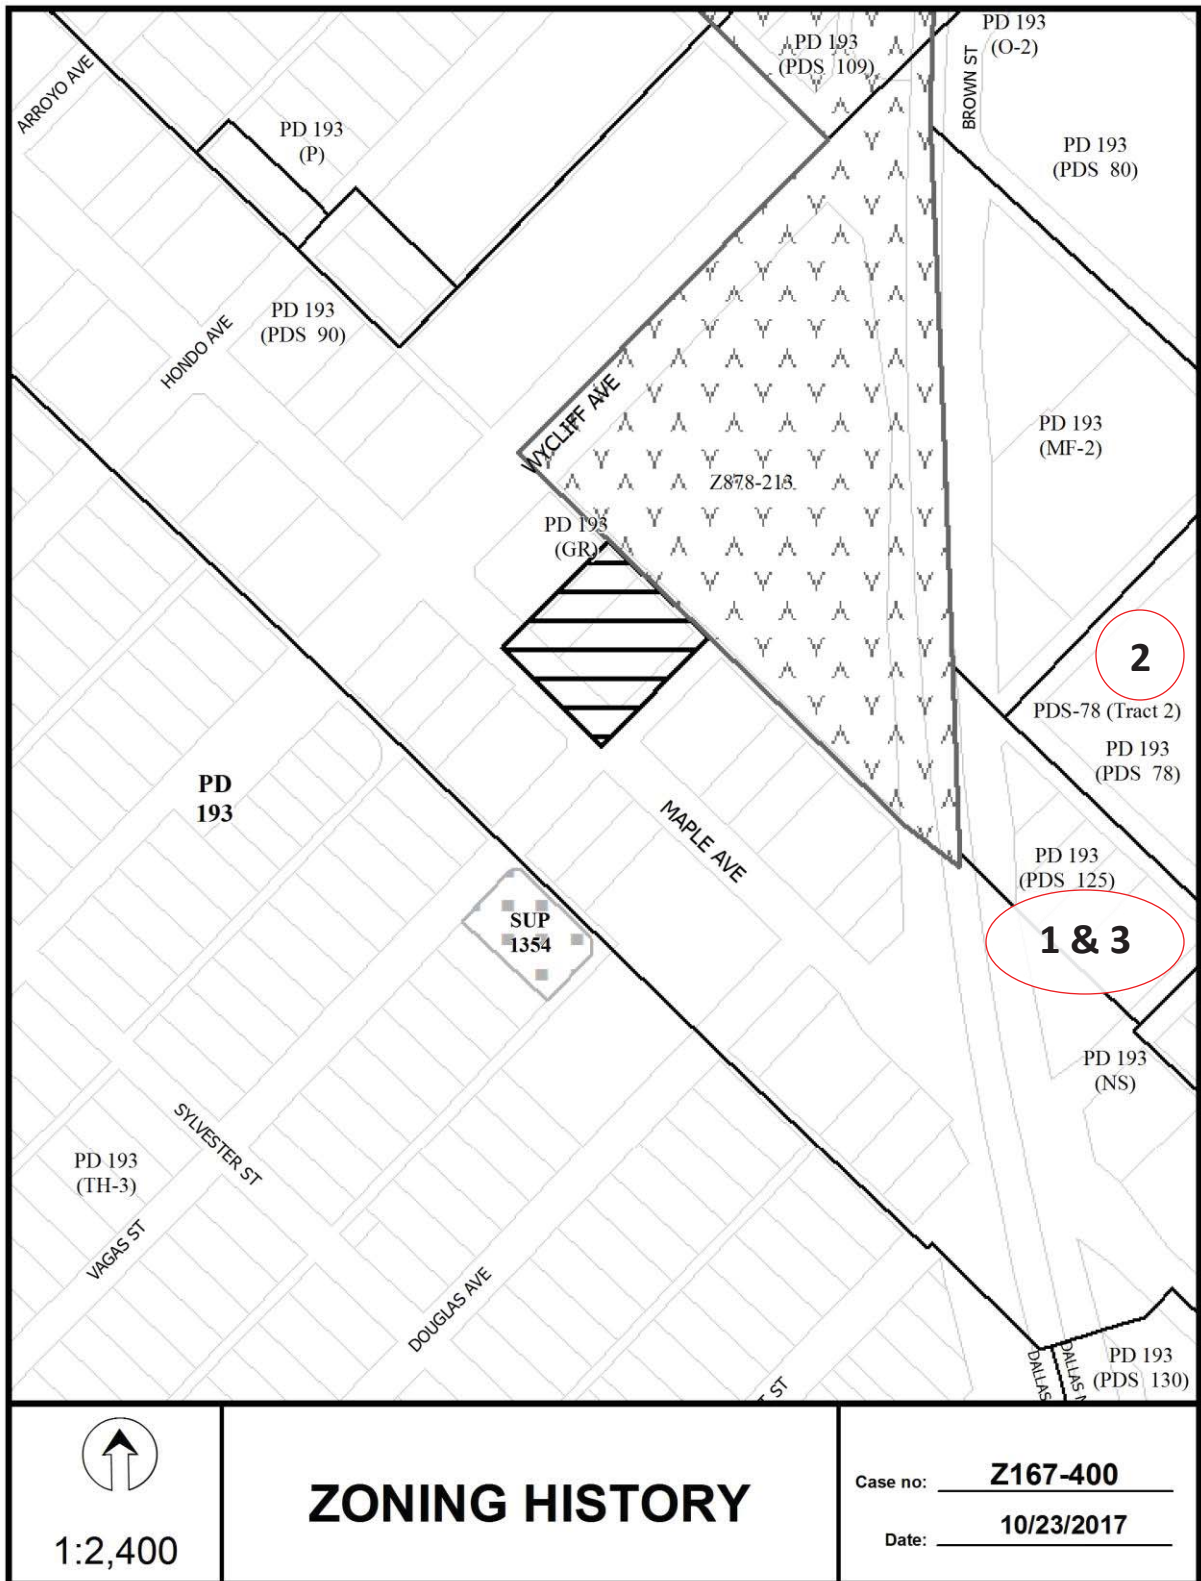 PD 193
(O-2)
PD 193
(PDS 109)
BROWN ST
ARROYO AVE
PD 193
(P)
PD 193
(PDS 80)
PD 193
(PDS 90)
HONDO AVE
WYCLIFF AVE
PD 193
(MF-2)
Z878-213
PD 193
(GR)
2
PDS-78 (Tract 2)
PD 193
(PDS 78)
PD
193
MAPLE AVE
PD 193
(PDS 125)
SUP
1354
1 & 3
PD 193
(NS)
SYLVESTER ST
PD 193
(TH-3)
VAGAS ST
DOUGLAS AVE
DALLAS
DALLAS
PD 193
(PDS 130)
ST
1:2,400
ZONING HISTORY
Case no: Z167-400
Date: 10/23/2017